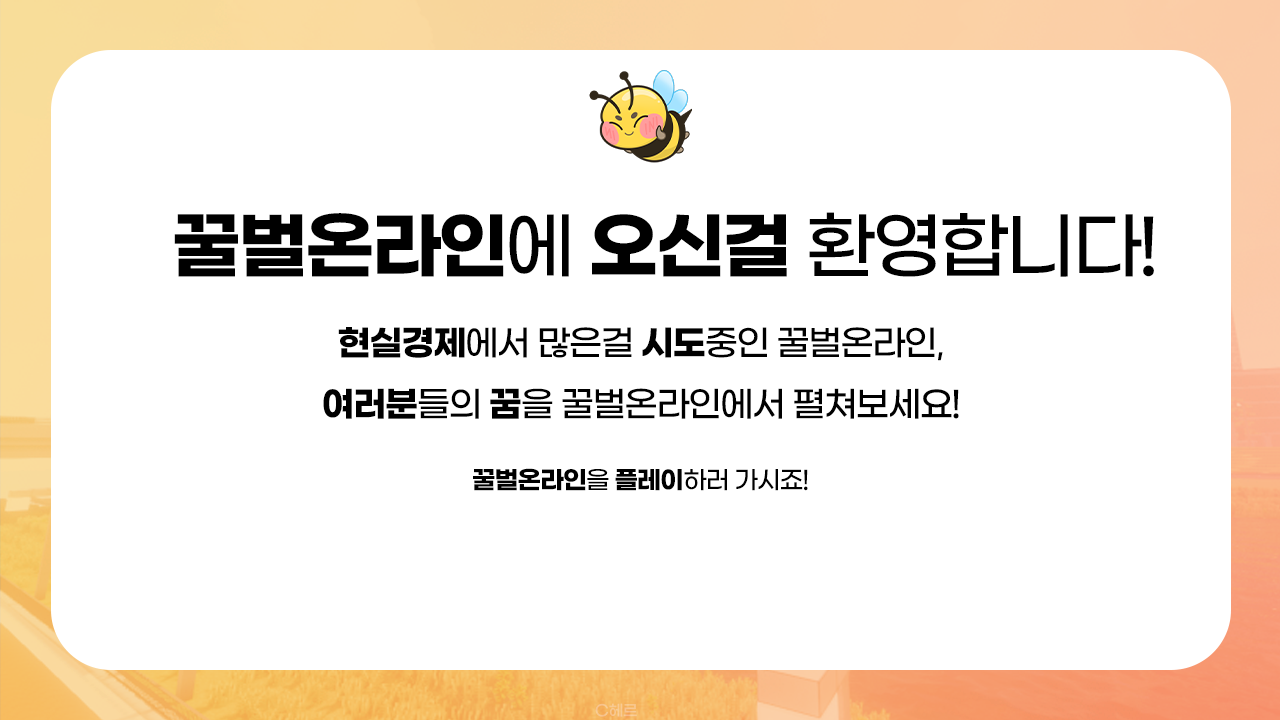 꿀벌온라인에 오신걸 환영합니다!
현실경제에서 많은걸 시도중인 꿀벌온라인,
여러분들의 꿈을 꿀벌온라인에서 펼쳐보세요!
꿀벌온라인을 플레이하러 가시죠!